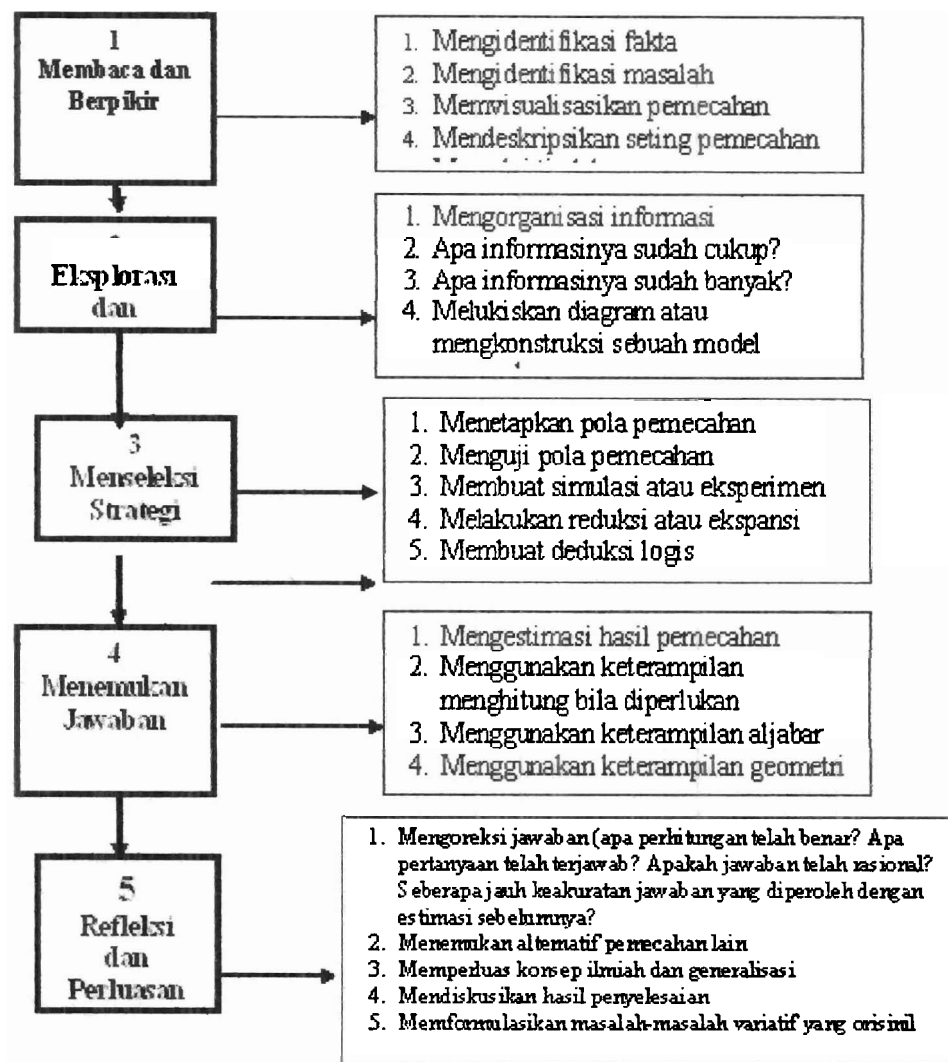 1
Membaca dan
Berpikir
1. Mengidentifikasi fakta
2. Mengidentifikasi masalah
3. Memvisualisasikan pemecahan
4. Mendeskripsikan seting pemecahan
Eksplorasi
dan
1. Mengorganisasi informasi
2. Apa informasinya sudah cukup?
3. Apa informasinya sudah banyak?
4. Melukiskan diagram atau
mengkonstruksi sebuah model
3
Menseleksi
Strategi
1. Menetapkan pola pemecahan
2. Menguji pola pemecahan
3. Membuat simulasi atau eksperimen
4. Melakukan reduksi atau ekspansi
5. Membuat deduksi logis
4
Menemukan
Jawaban
1. Mengestimasi hasil pemecahan
2. Menggunakan keterampilan
menghitung bila diperlukan
3. Menggunakan keterampilan aljabar
4. Menggunakan keterampilan geometri
5
Refleksi
dan
Perluasan
1. Mengoreksi jawaban (apa perhitungan telah benar? Apa
pertanyaan telah terjawab? Apakah jawaban telah rasional?
Seberapa jauh keakuratan jawaban yang diperoleh dengan
estimasi sebelumnya?
2. Menemukan alternatif pemecahan lain
3. Memperluas konsep ilmiah dan generalisasi
4. Mendiskusikan hasil penyelesaian
5. Memformulasikan masalah-masalah variatif yang orisinil